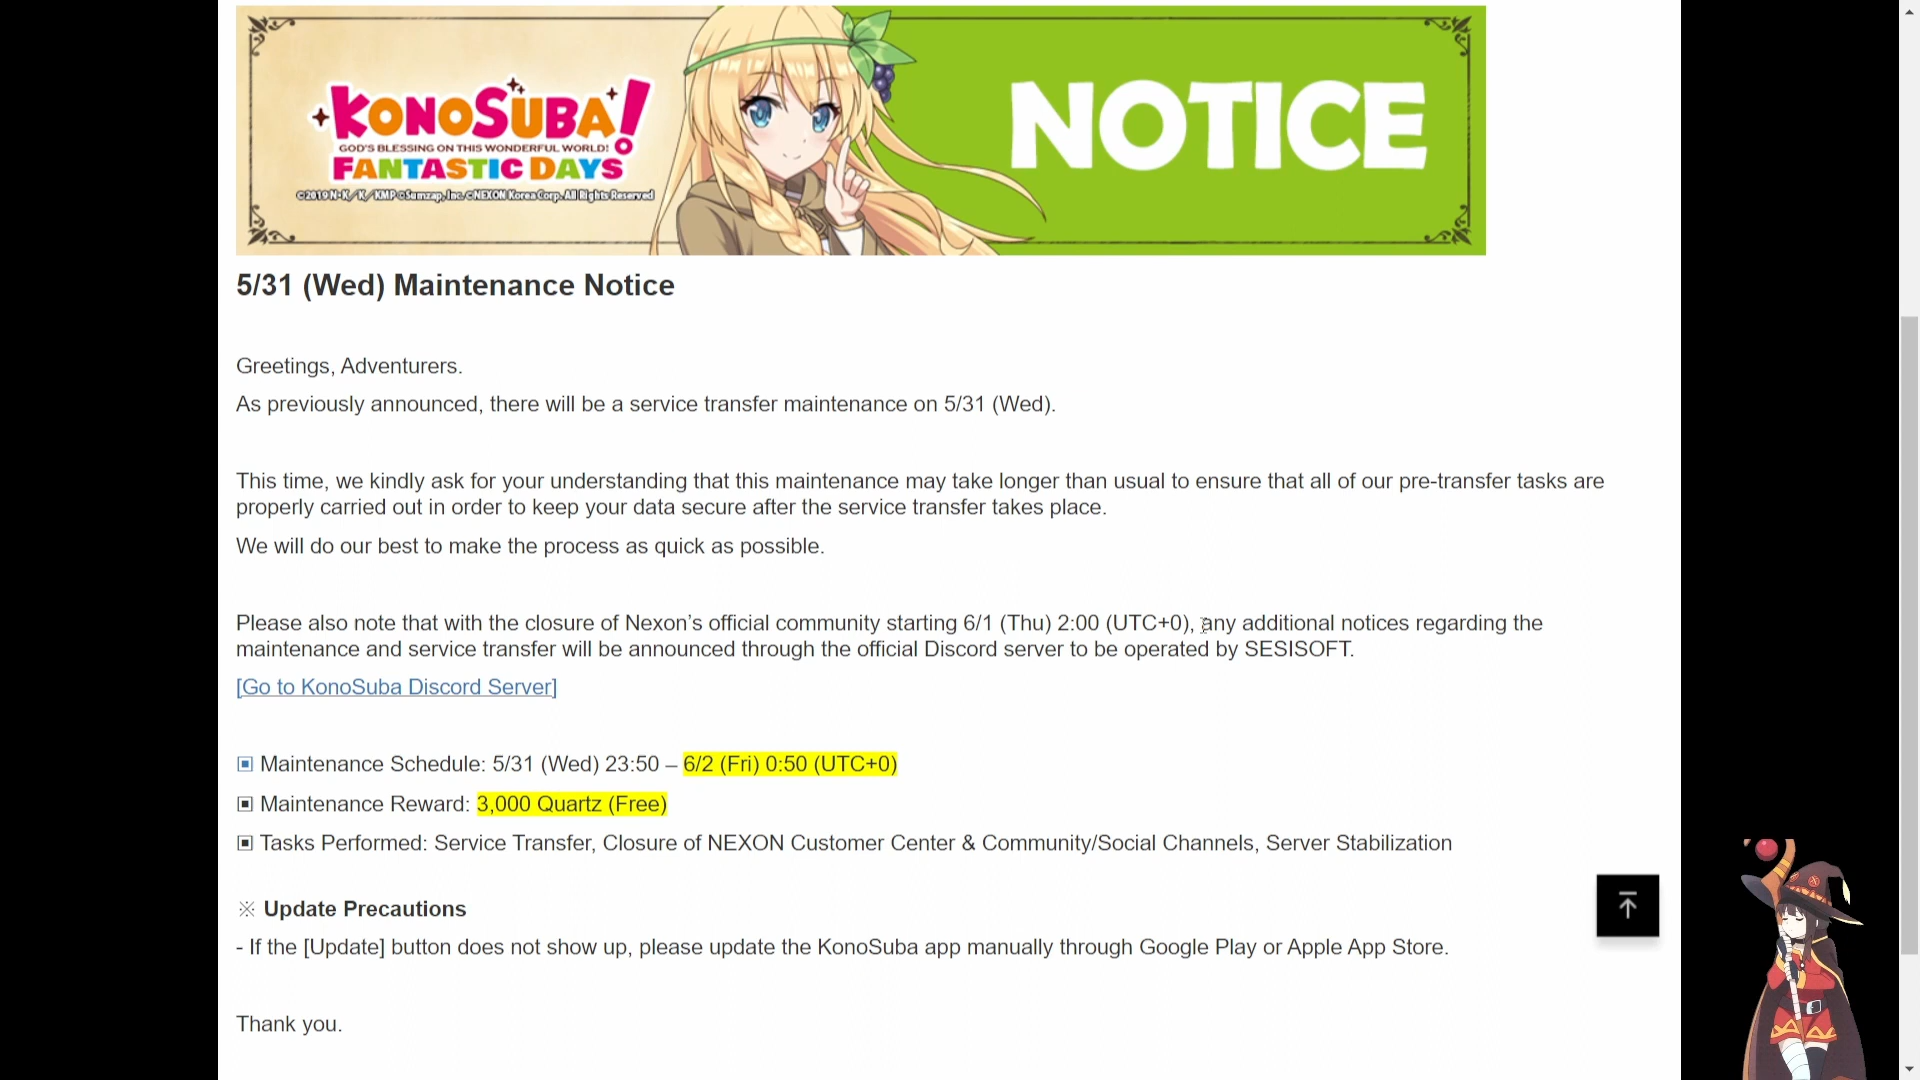 KONOSUBA!
GOD'S BLESSING ON THIS WONDERFUL WORLD!
FANTASTIC DAYS
©2019 N・K/K/KMP ©Sumzap, Inc. ©NEXON Korea Corp. All Rights Reserved
NOTICE
5/31 (Wed) Maintenance Notice
Greetings, Adventurers.
As previously announced, there will be a service transfer maintenance on 5/31 (Wed).
This time, we kindly ask for your understanding that this maintenance may take longer than usual to ensure that all of our pre-transfer tasks are
properly carried out in order to keep your data secure after the service transfer takes place.
We will do our best to make the process as quick as possible.
Please also note that with the closure of Nexon’s official community starting 6/1 (Thu) 2:00 (UTC+0), any additional notices regarding the
maintenance and service transfer will be announced through the official Discord server to be operated by SESISOFT.
[Go to KonoSuba Discord Server]
▣ Maintenance Schedule: 5/31 (Wed) 23:50 – 6/2 (Fri) 0:50 (UTC+0)
▣ Maintenance Reward: 3,000 Quartz (Free)
▣ Tasks Performed: Service Transfer, Closure of NEXON Customer Center & Community/Social Channels, Server Stabilization
※ Update Precautions
- If the [Update] button does not show up, please update the KonoSuba app manually through Google Play or Apple App Store.
Thank you.